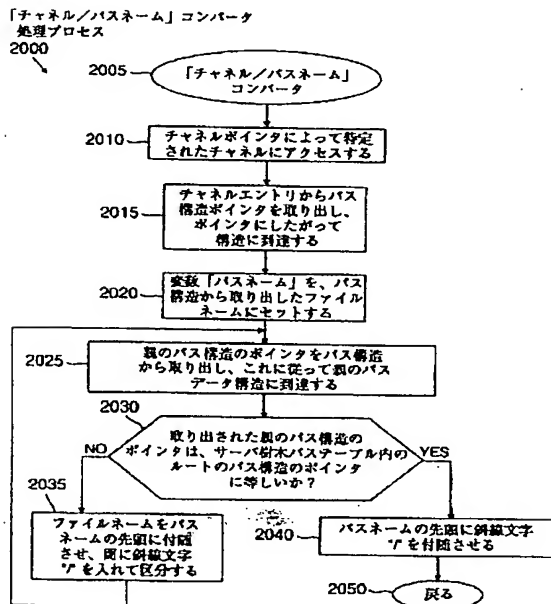 「チャネル／パスネーム」コンバータ
処理プロセス
2000
2005
「チャネル／パスネーム」
コンバータ
2010
チャネルポインタによって特定
されたチャネルにアクセスする
2015
チャネルエントリからパス
構造ポインタを取り出し、
ポインタにしたがって
構造に到達する
2020
変数「パスネーム」を、パス
構造から取り出したファイル
ネームにセットする
2025
親のパス構造のポインタをパス構造
から取り出し、これに従って親のパス
データ構造に到達する
2030
取り出された親のパス構造の
ポインタは、サーバ樹木パステーブル内の
ルートのパス構造のポインタ
に等しいか？
NO
YES
2035
ファイルネームをパス
ネームの先頭に付随
させ、間に斜線文字
"/" を入れて区分する
2040
パスネームの先頭に斜線文字
"/" を付随させる
2050
戻る